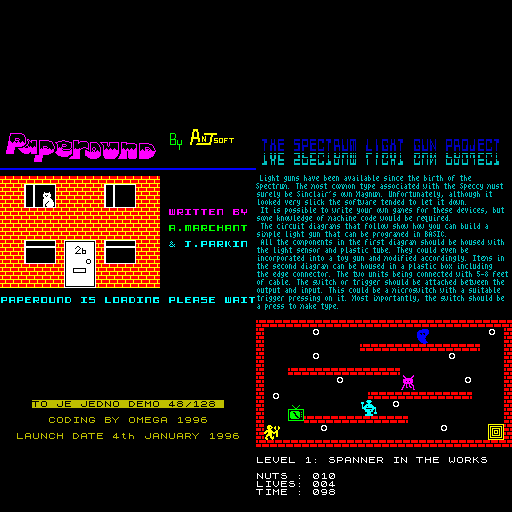 Paperound
By ANJSOFT
WRITTEN BY
A.MARCHANT
& J.PARKIN
2b
PAPEROUND IS LOADING PLEASE WAIT
THE SPECTRUM LIGHT GUN PROJECT
Light guns have been available since the birth of the
Spectrum. The most common type associated with the Speccy must
surely be Sinclair's own Magnum. Unfortunately, although it
looked very slick the software tended to let it down.
It is possible to write your own games for these devices, but
some knowledge of machine code would be required.
The circuit diagrams that follow show how you can build a
simple light gun that can be programed in BASIC.
All the components in the first diagram should be housed with
the light sensor and plastic tube. They could even be
incorporated into a toy gun and modified accordingly. Items in
the second diagram can be housed in a plastic box including
the edge connector. The two units being connected with 5-8 feet
of cable. The switch or trigger should be attached between the
output and input. This could be a microswitch with a suitable
trigger pressing on it. Most importantly, the switch should be
a press to make type.
TO JE JEDNO DEMO 48/128
CODING BY OMEGA 1996
LAUNCH DATE 4th JANUARY 1996
LEVEL 1: SPANNER IN THE WORKS
NUTS : 010
LIVES: 004
TIME : 098